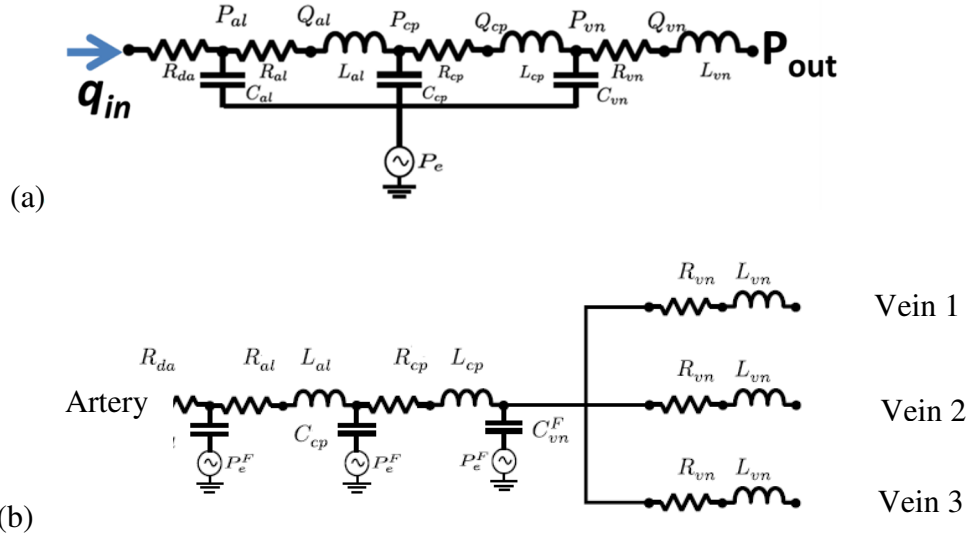 P_al Q_al P_cp Q_cp P_vn Q_vn
P_out
R_da R_al L_al R_cp L_cp R_vn L_vn
q_in C_al C_cp C_vn
P_e
(a)
R_vn L_vn
Vein 1
R_da R_al L_al R_cp L_cp R_vn L_vn
Artery Vein 2
C_cp C_vn^F
P_e^F P_e^F P_e^F
R_vn L_vn
Vein 3
(b)